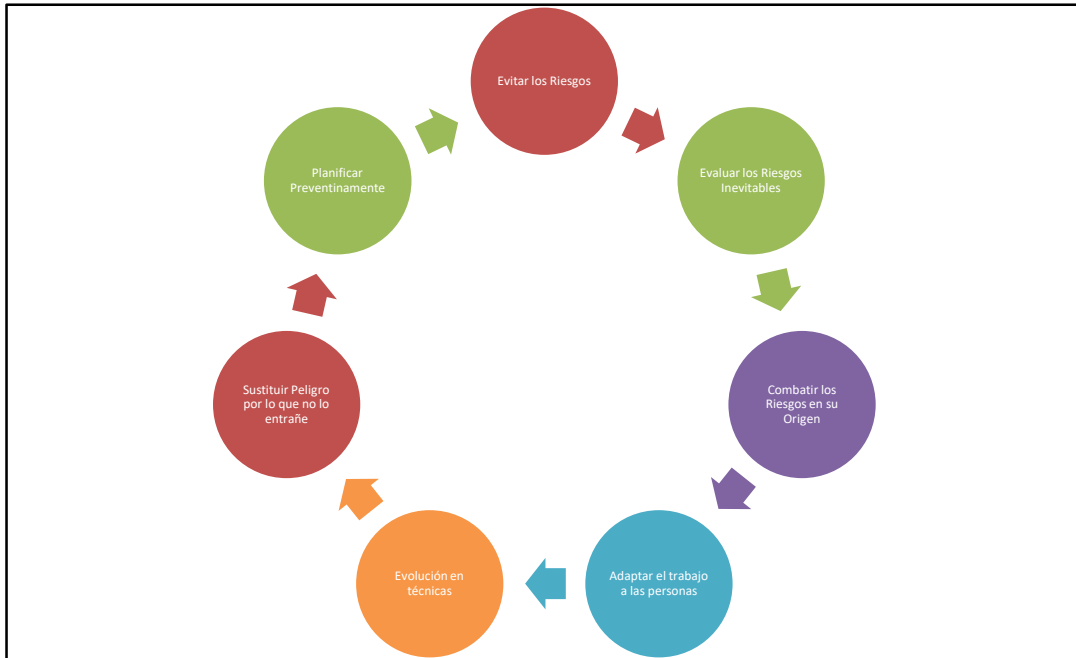 Evitar los Riesgos
Evaluar los Riesgos
Inevitables
Combatir los
Riesgos en su
Origen
Adaptar el trabajo
a las personas
Evolución en
técnicas
Sustituir Peligro
por lo que no lo
entrañe
Planificar
Preventinamente